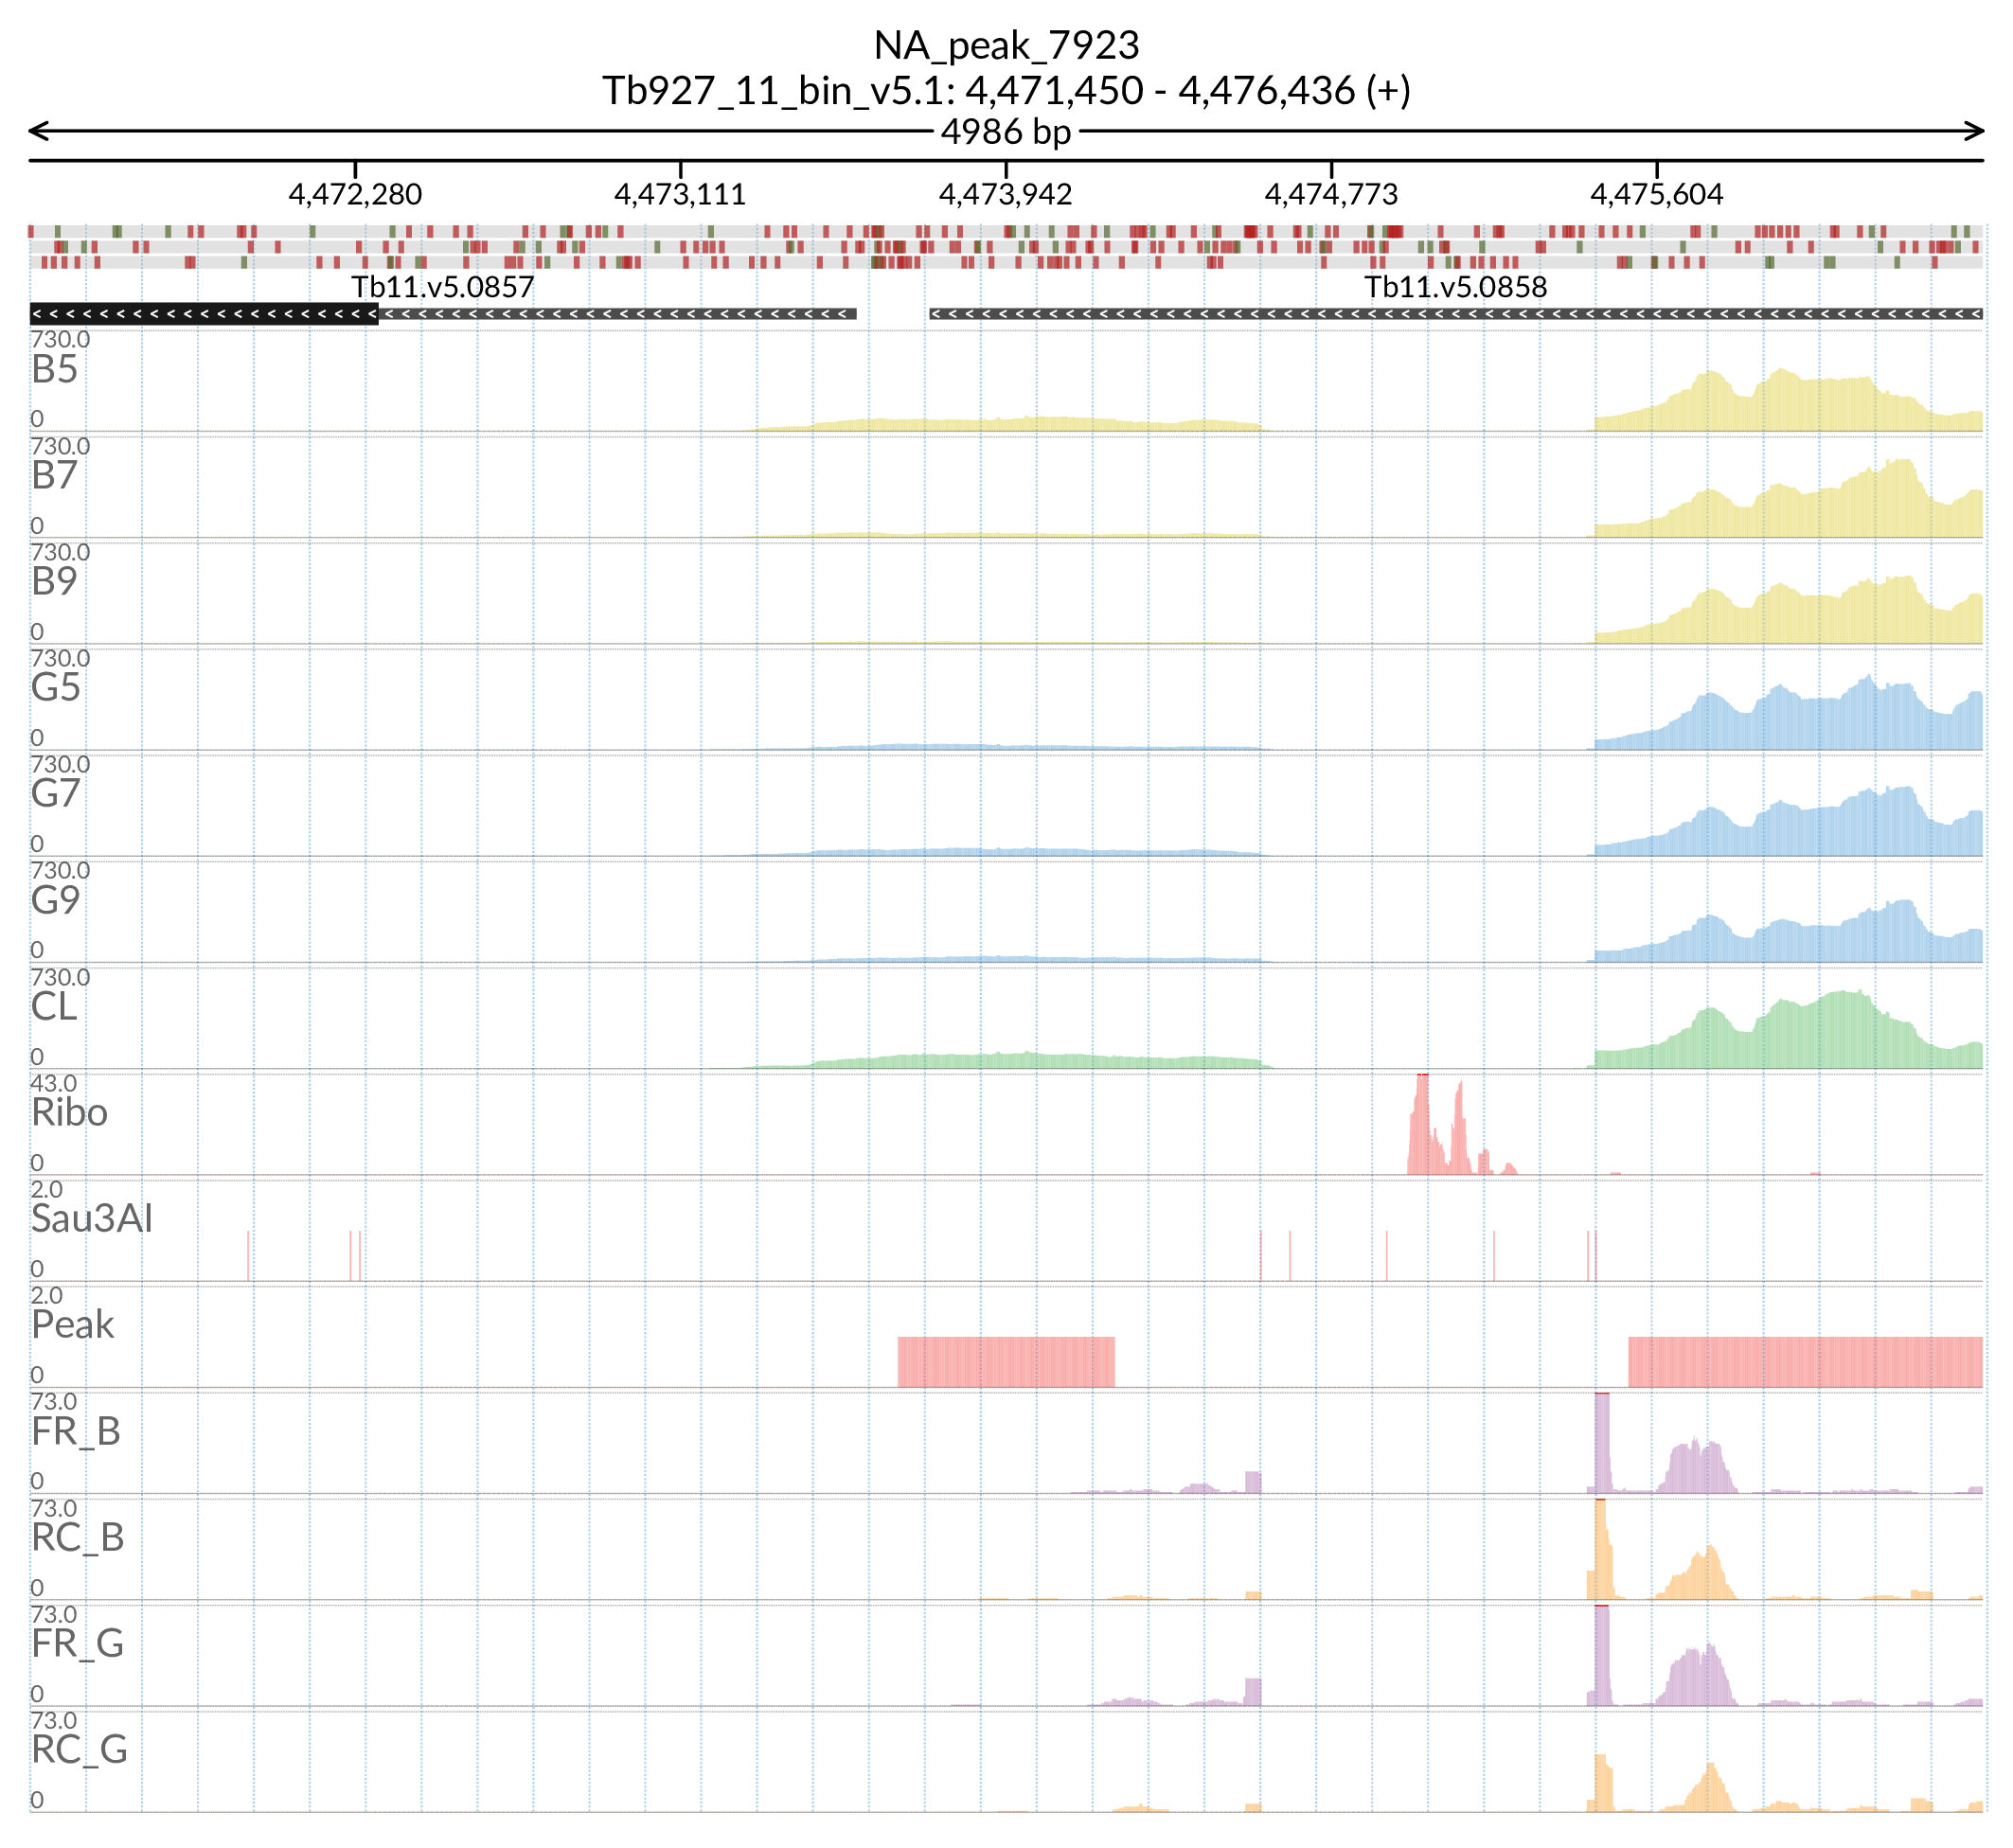 NA_peak_7923
Tb927_11_bin_v5.1: 4,471,450 - 4,476,436 (+)
4986 bp
4,472,280 4,473,111 4,473,942 4,474,773 4,475,604
Tb11.v5.0857 Tb11.v5.0858
730.0
B5
0
730.0
B7
0
730.0
B9
0
730.0
G5
0
730.0
G7
0
730.0
G9
0
730.0
CL
0
43.0
Ribo
0
2.0
Sau3AI
0
2.0
Peak
0
73.0
FR_B
0
73.0
RC_B
0
73.0
FR_G
0
73.0
RC_G
0